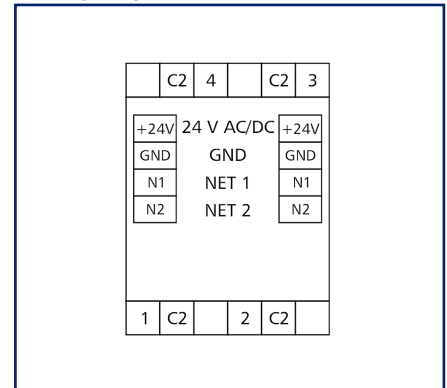 C2 4 C2 3
+24V 24 V AC/DC +24V
GND GND GND
N1 NET 1 N1
N2 NET 2 N2
1 C2 2 C2